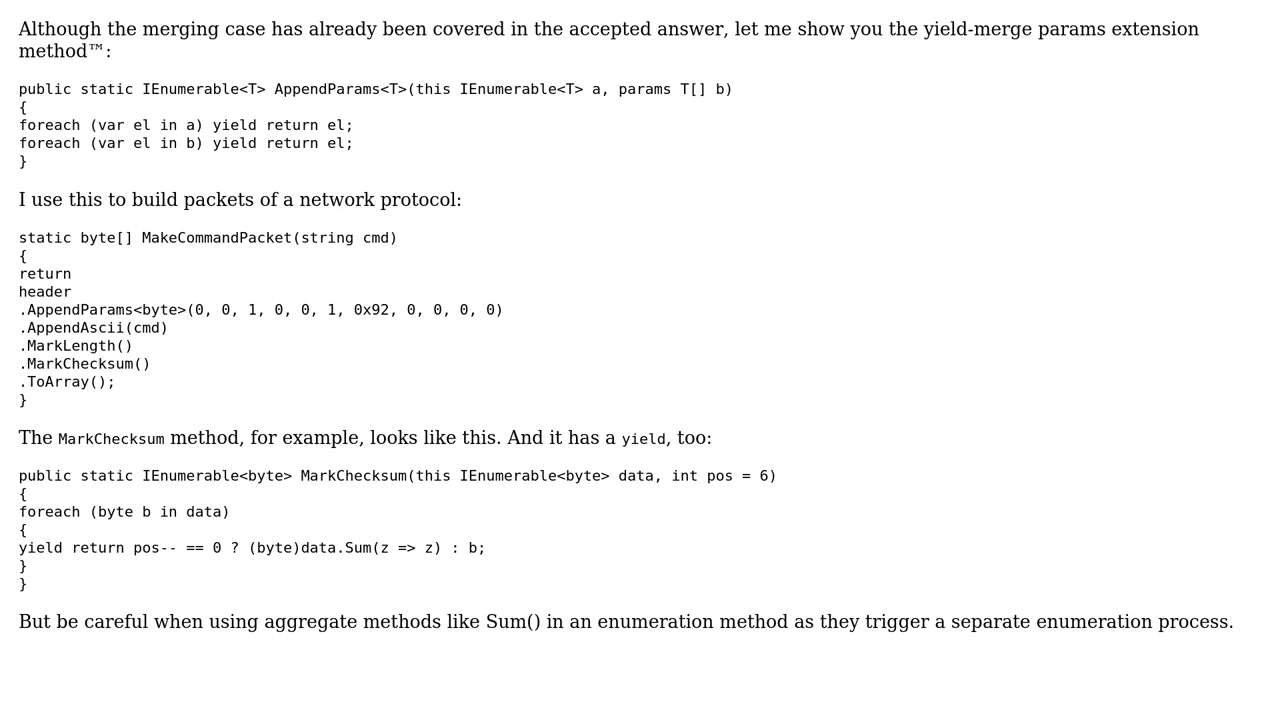 Although the merging case has already been covered in the accepted answer, let me show you the yield-merge params extension
method™:
public static IEnumerable<T> AppendParams<T>(this IEnumerable<T> a, params T[] b)
{
foreach (var el in a) yield return el;
foreach (var el in b) yield return el;
}
I use this to build packets of a network protocol:
static byte[] MakeCommandPacket(string cmd)
{
return
header
.AppendParams<byte>(0, 0, 1, 0, 0, 1, 0x92, 0, 0, 0, 0)
.AppendAscii(cmd)
.MarkLength()
.MarkChecksum()
.ToArray();
}
The MarkChecksum method, for example, looks like this. And it has a yield, too:
public static IEnumerable<byte> MarkChecksum(this IEnumerable<byte> data, int pos = 6)
{
foreach (byte b in data)
{
yield return pos-- == 0 ? (byte)data.Sum(z => z) : b;
}
}
But be careful when using aggregate methods like Sum() in an enumeration method as they trigger a separate enumeration process.